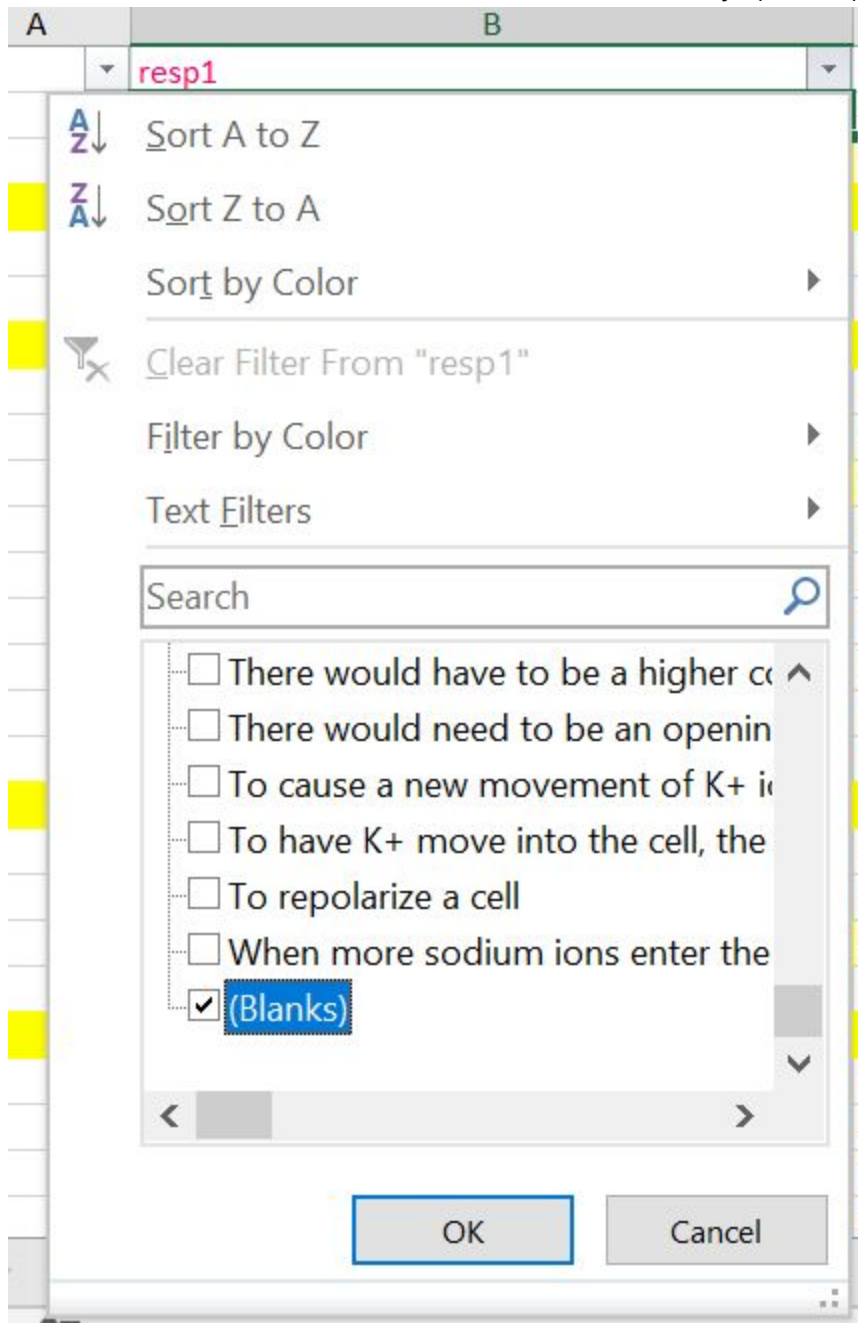 A B
resp1
Sort A to Z
Sort Z to A
Sort by Color
Clear Filter From "resp1"
Filter by Color
Text Filters
Search
There would have to be a higher
There would need to be an openin
To cause a new movement of K+
To have K+ move into the cell, the
To repolarize a cell
When more sodium ions enter the
(Blanks)
OK Cancel